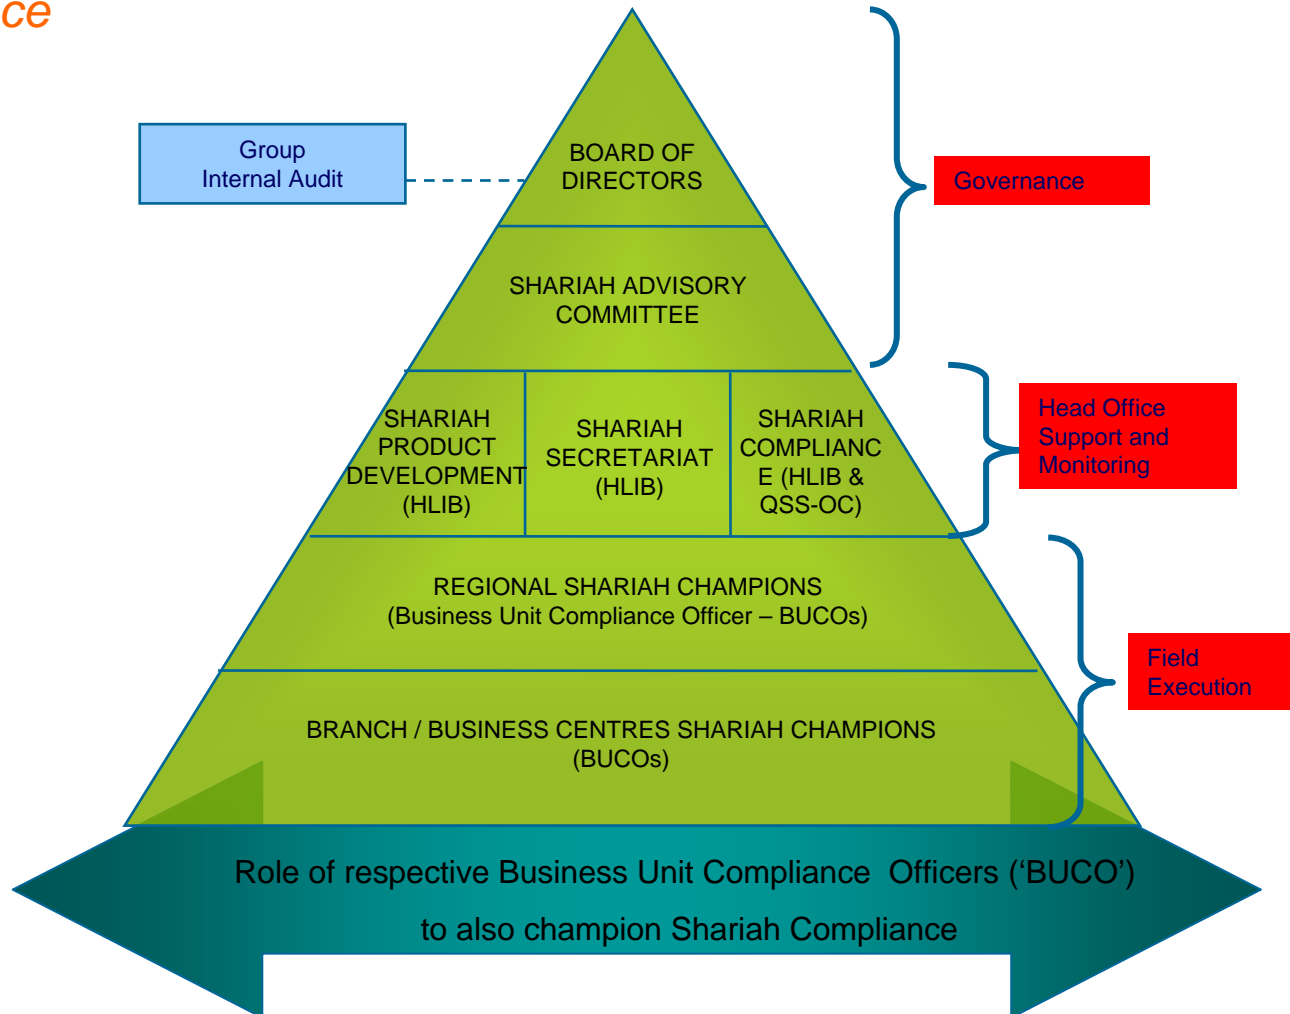 ce
Group
Internal Audit
BOARD OF
DIRECTORS
Governance
SHARIAH ADVISORY
COMMITTEE
SHARIAH
PRODUCT
DEVELOPMENT
(HLIB)
SHARIAH
SECRETARIAT
(HLIB)
SHARIAH
COMPLIANC
E (HLIB &
QSS-OC)
Head Office
Support and
Monitoring
REGIONAL SHARIAH CHAMPIONS
(Business Unit Compliance Officer – BUCOs)
Field
Execution
BRANCH / BUSINESS CENTRES SHARIAH CHAMPIONS
(BUCOs)
Role of respective Business Unit Compliance  Officers (‘BUCO’)
to also champion Shariah Compliance